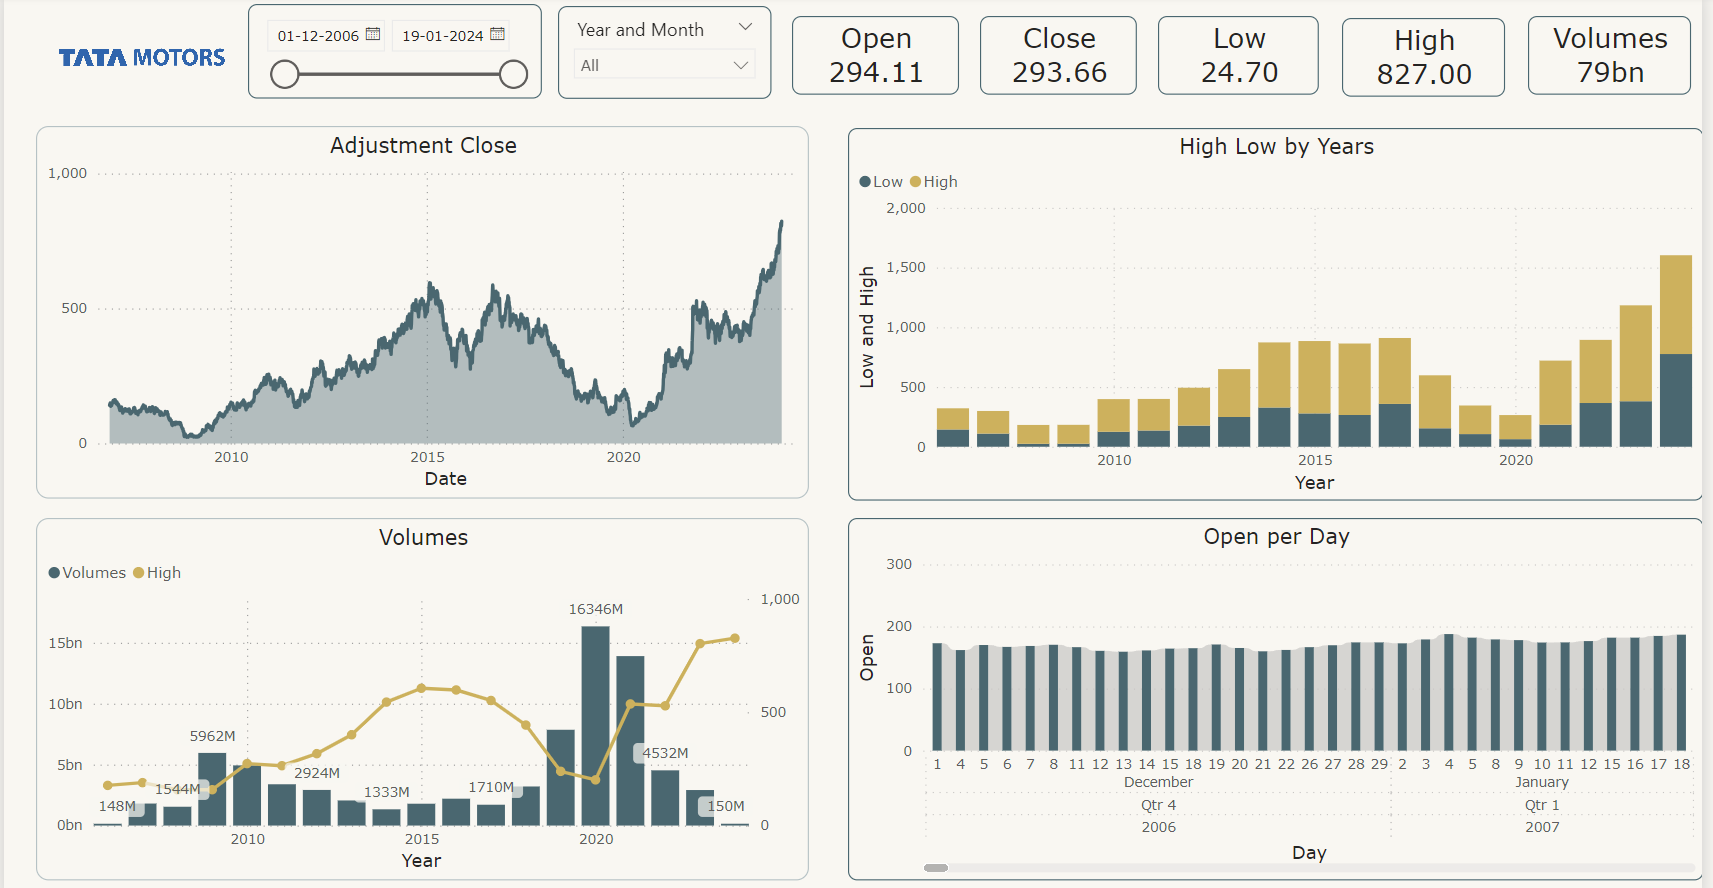 TATA MOTORS
01-12-2006
19-01-2024
Year and Month
All
Open
294.11
Close
293.66
Low
24.70
High
827.00
Volumes
79bn
Adjustment Close
1,000
500
0
2010
2015
2020
Date
High Low by Years
Low
High
Low and High
2,000
1,500
1,000
500
0
2010
2015
2020
Year
Volumes
Volumes
High
15bn
10bn
5bn
0bn
1,000
500
0
148M
1544M
5962M
2924M
1333M
1710M
16346M
4532M
150M
2010
2015
2020
Year
Open per Day
Open
300
200
100
0
1 4 5 6 7 8 11 12 13 14 15 18 19 20 21 22 26 27 28 29 2 3 4 5 8 9 10 11 12 15 16 17 18
December
January
Qtr 4
Qtr 1
2006
2007
Day